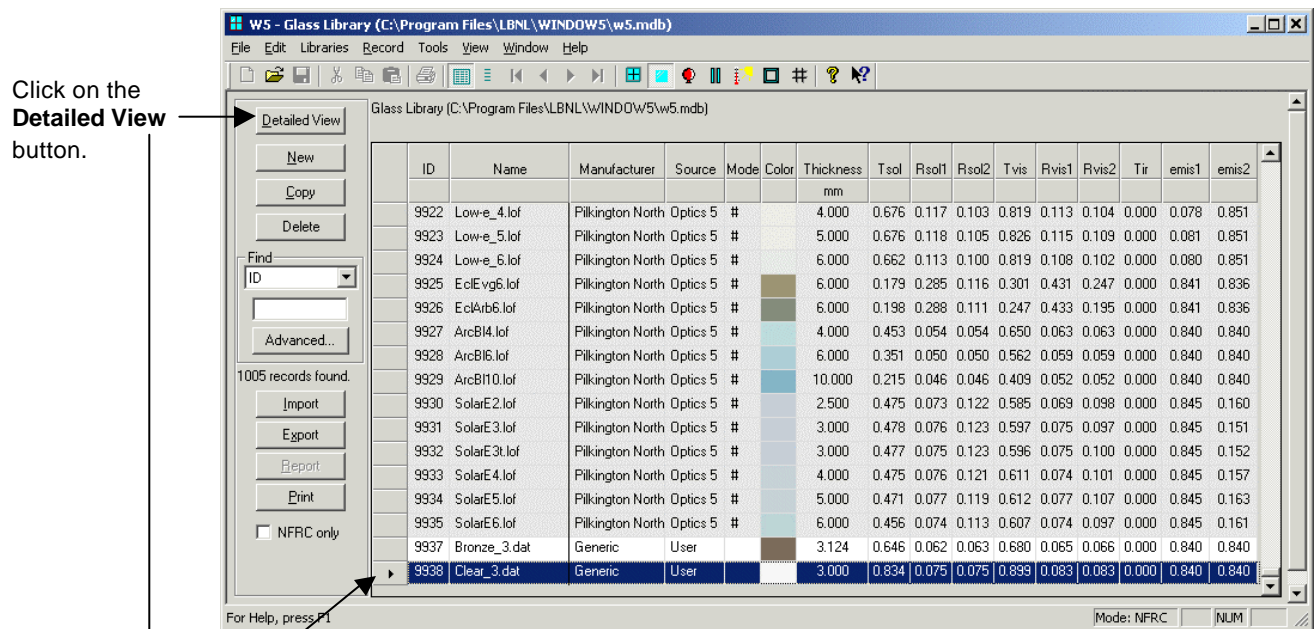 W5 - Glass Library (C:\Program Files\LBNL\WINDOW5\w5.mdb)
File Edit Libraries Record Tools View Window Help
Click on the
Detailed View
button.
Glass Library (C:\Program Files\LBNL\WINDOW5\w5.mdb)
Detailed View
New
Copy
Delete
Find
ID
Advanced...
1005 records found.
Import
Export
Report
Print
NFRC only
ID Name Manufacturer Source Mode Color Thickness Tsol Rsol1 Rsol2 Tvis Rvis1 Rvis2 Tir emis1 emis2
mm
9922 Low-e_4.lof Pilkington North Optics 5 # 4.000 0.676 0.117 0.103 0.819 0.113 0.104 0.000 0.078 0.851
9923 Low-e_5.lof Pilkington North Optics 5 # 5.000 0.676 0.118 0.105 0.826 0.115 0.109 0.000 0.081 0.851
9924 Low-e_6.lof Pilkington North Optics 5 # 6.000 0.662 0.113 0.100 0.819 0.108 0.102 0.000 0.080 0.851
9925 EclEvg6.lof Pilkington North Optics 5 # 6.000 0.179 0.285 0.116 0.301 0.431 0.247 0.000 0.841 0.836
9926 EclArb6.lof Pilkington North Optics 5 # 6.000 0.198 0.288 0.111 0.247 0.433 0.195 0.000 0.841 0.836
9927 ArcBl4.lof Pilkington North Optics 5 # 4.000 0.453 0.054 0.054 0.650 0.063 0.063 0.000 0.840 0.840
9928 ArcBl6.lof Pilkington North Optics 5 # 6.000 0.351 0.050 0.050 0.562 0.059 0.059 0.000 0.840 0.840
9929 ArcBl10.lof Pilkington North Optics 5 # 10.000 0.215 0.046 0.046 0.409 0.052 0.052 0.000 0.840 0.840
9930 SolarE2.lof Pilkington North Optics 5 # 2.500 0.475 0.073 0.122 0.585 0.069 0.098 0.000 0.845 0.160
9931 SolarE3.lof Pilkington North Optics 5 # 3.000 0.478 0.076 0.123 0.597 0.075 0.097 0.000 0.845 0.151
9932 SolarE3t.lof Pilkington North Optics 5 # 3.000 0.477 0.075 0.123 0.596 0.075 0.100 0.000 0.845 0.152
9933 SolarE4.lof Pilkington North Optics 5 # 4.000 0.475 0.076 0.121 0.611 0.074 0.101 0.000 0.845 0.157
9934 SolarE5.lof Pilkington North Optics 5 # 5.000 0.471 0.077 0.119 0.612 0.077 0.107 0.000 0.845 0.163
9935 SolarE6.lof Pilkington North Optics 5 # 6.000 0.456 0.074 0.113 0.607 0.074 0.097 0.000 0.845 0.161
9937 Bronze_3.dat Generic User 3.124 0.646 0.062 0.063 0.680 0.065 0.066 0.000 0.840 0.840
9938 Clear_3.dat Generic User 3.000 0.834 0.075 0.075 0.899 0.083 0.083 0.000 0.840 0.840
For Help, press F1
Mode: NFRC NUM